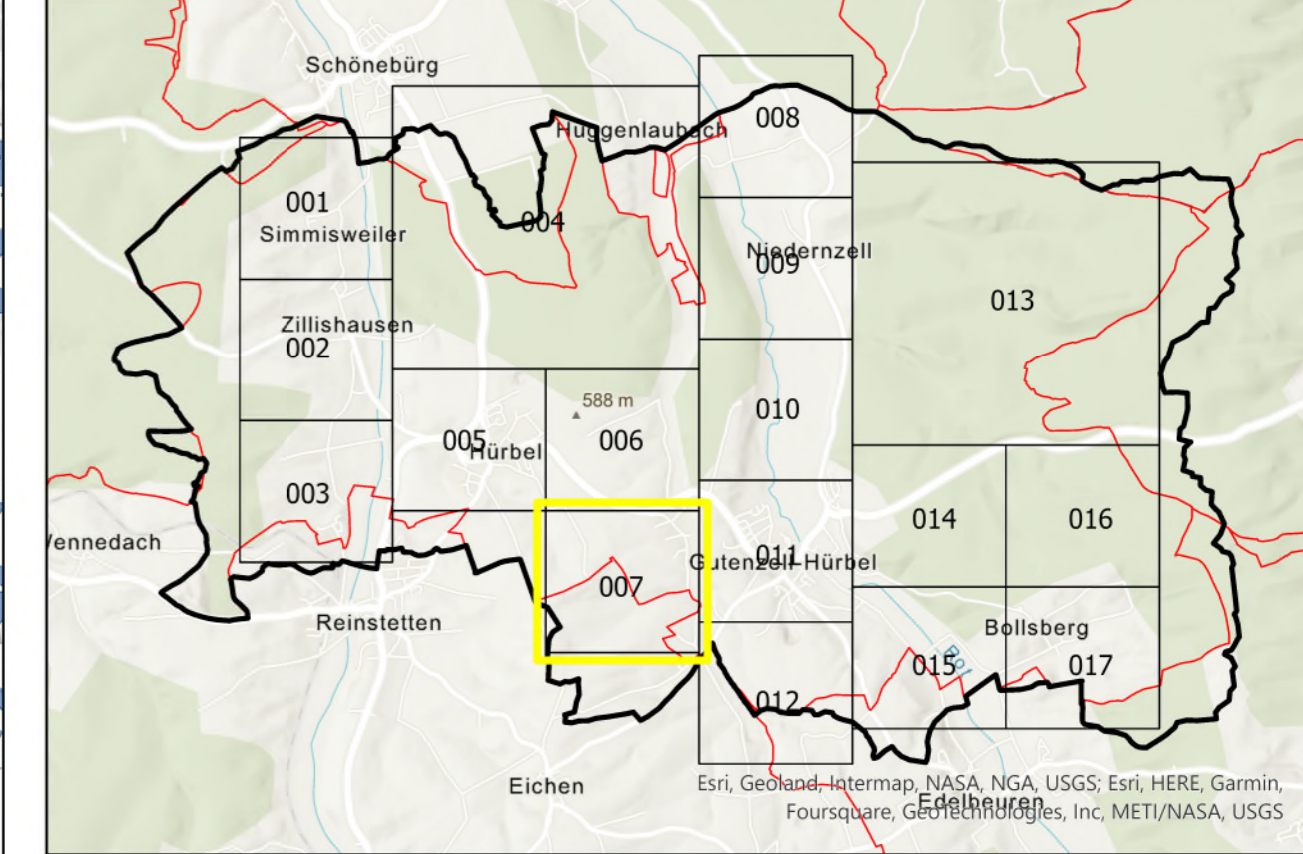 Schönebürg
008
Huggenlaubach
001
004
Simmisweiler
Niedernzell
009
013
Zillishausen
002
588 m
010
005
006
Hürbel
003
014
016
Vennedach
011
Gutenzell-Hürbel
007
Reinstetten
Bollsberg
Rot
015
017
012
Esri, Geoland, Intermap, NASA, NGA, USGS; Esri, HERE, Garmin,
Eichen
Edelbeuren
Foursquare, GeoTechnologies, Inc, METI/NASA, USGS